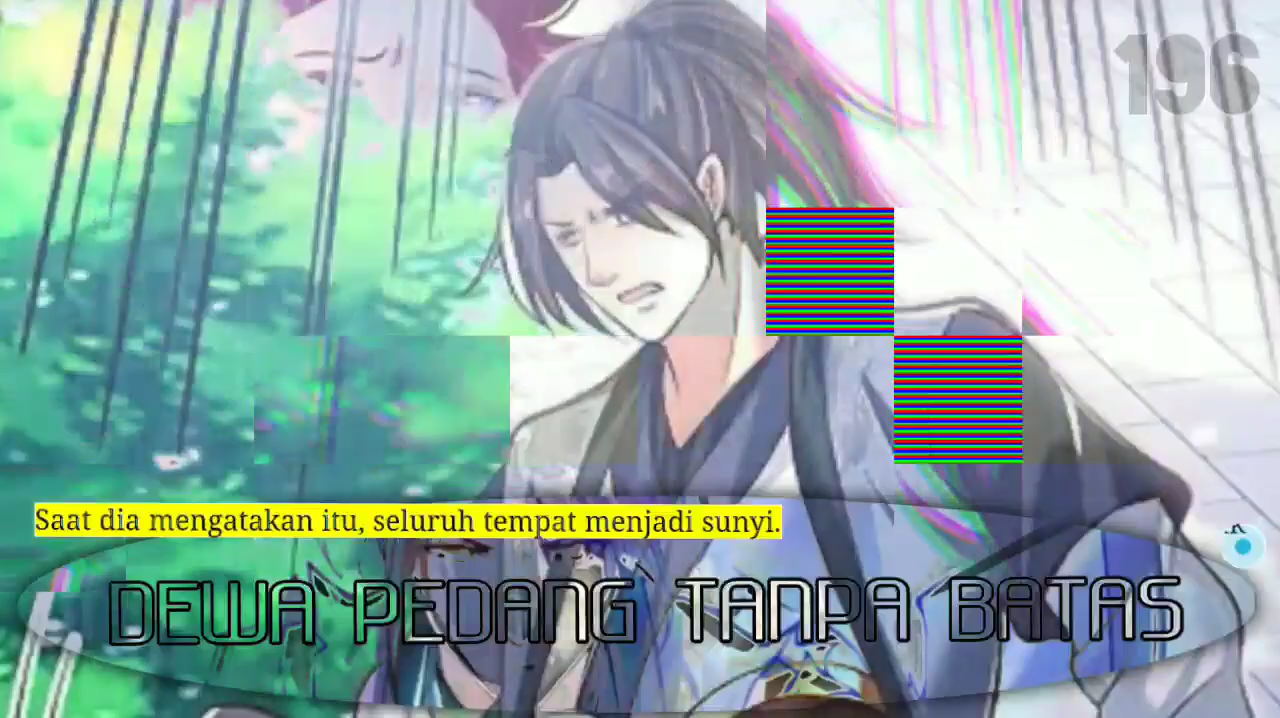 196
Saat dia mengatakan itu, seluruh tempat menjadi sunyi.
DEWA PEDANG TANPA BATAS